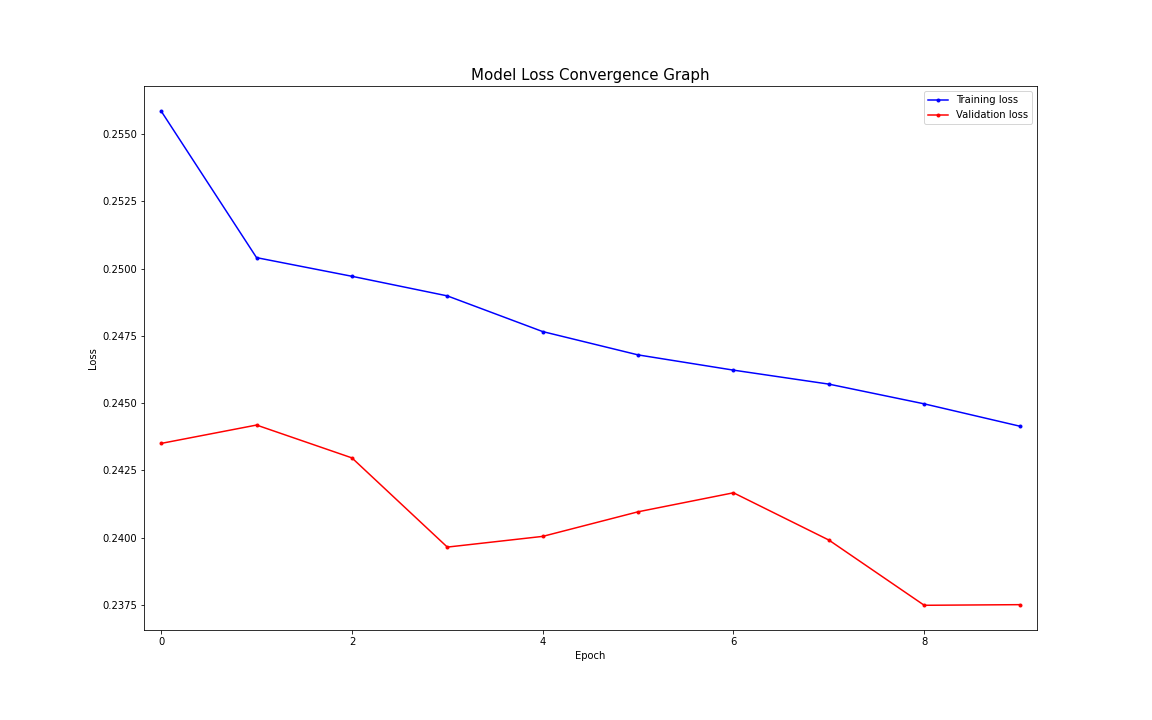 Model Loss Convergence Graph
Training loss
Validation loss
0.2550
0.2525
0.2500
0.2475
0.2450
0.2425
0.2400
0.2375
Loss
0 2 4 6 8
Epoch